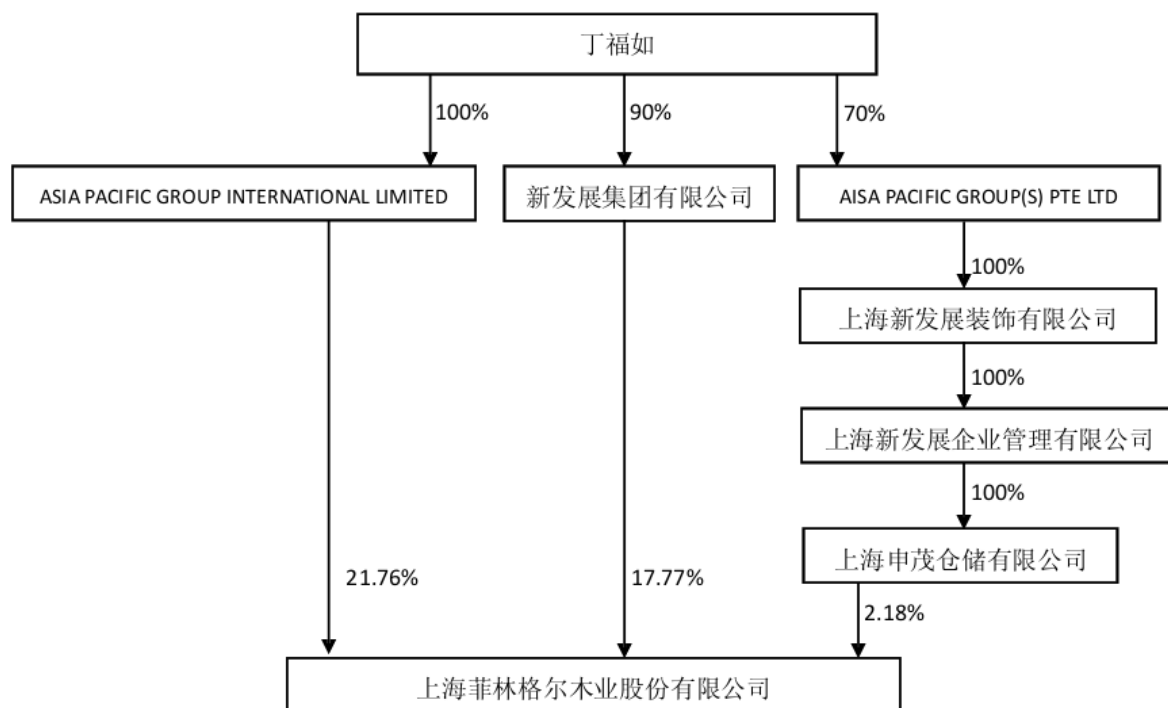 丁福如
100%
90%
70%
ASIA PACIFIC GROUP INTERNATIONAL LIMITED
新发展集团有限公司
AISA PACIFIC GROUP(S) PTE LTD
100%
上海新发展装饰有限公司
100%
上海新发展企业管理有限公司
100%
上海申茂仓储有限公司
21.76%
17.77%
2.18%
上海菲林格尔木业股份有限公司